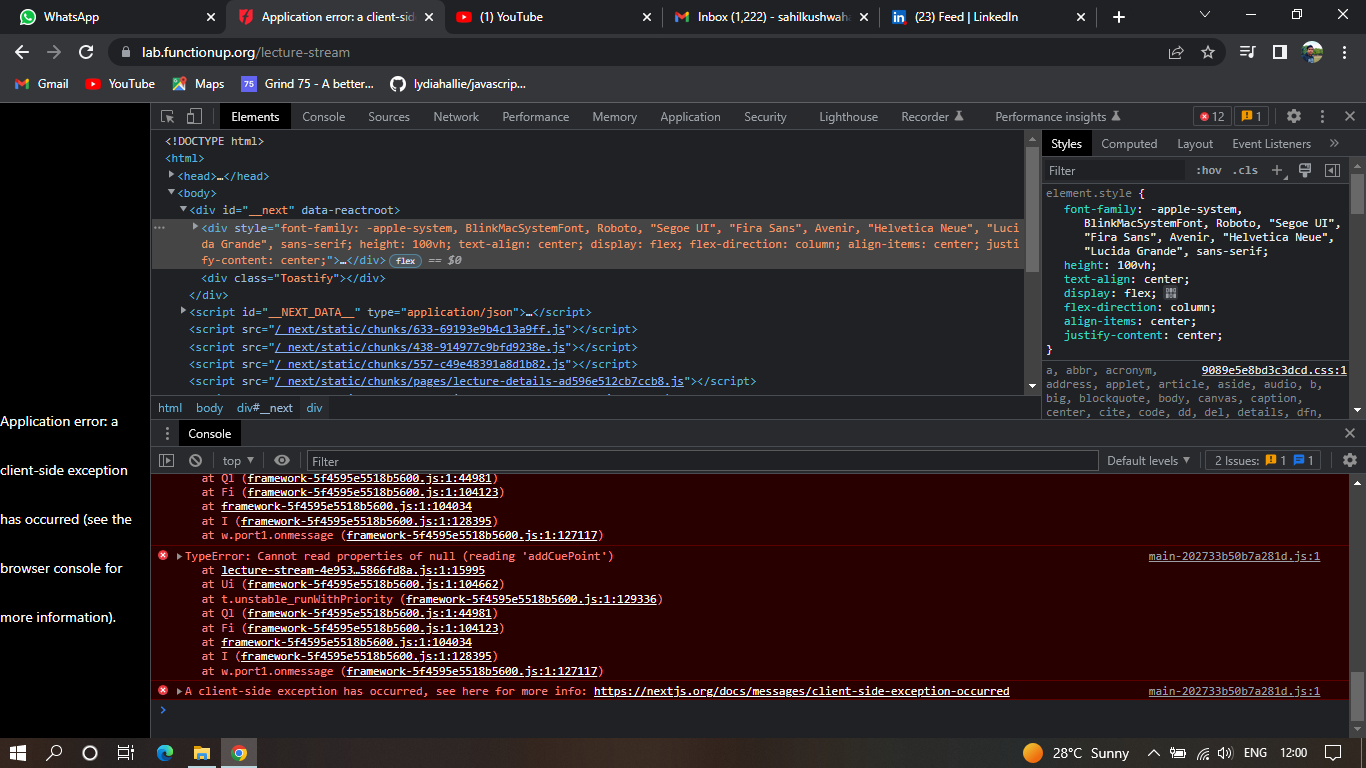 WhatsApp
Application error: a client-sid
(1) YouTube
Inbox (1,222) - sahilkushwaha
(23) Feed | LinkedIn
lab.functionup.org/lecture-stream
Gmail
YouTube
Maps
75
Grind 75 - A better...
lydiahallie/javascrip...
Elements
Console
Sources
Network
Performance
Memory
Application
Security
Lighthouse
Recorder
Performance insights
12
1
<!DOCTYPE html>
<html>
<head>…</head>
<body>
<div id="__next" data-reactroot>
<div style="font-family: -apple-system, BlinkMacSystemFont, Roboto, "Segoe UI", "Fira Sans", Avenir, "Helvetica Neue", "Luci
da Grande", sans-serif; height: 100vh; text-align: center; display: flex; flex-direction: column; align-items: center; justi
fy-content: center;">…</div> flex == $0
<div class="Toastify"></div>
</div>
<script id="__NEXT_DATA__" type="application/json">…</script>
<script src="/_next/static/chunks/633-69193e9b4c13a9ff.js"></script>
<script src="/_next/static/chunks/438-914977c9bfd9238e.js"></script>
<script src="/_next/static/chunks/557-c49e48391a8d1b82.js"></script>
<script src="/_next/static/chunks/pages/lecture-details-ad596e512cb7ccb8.js"></script>
html
body
div#__next
div
Styles
Computed
Layout
Event Listeners
Filter
:hov
.cls
element.style {
font-family: -apple-system,
BlinkMacSystemFont, Roboto, "Segoe UI",
"Fira Sans", Avenir, "Helvetica Neue",
"Lucida Grande", sans-serif;
height: 100vh;
text-align: center;
display: flex;
flex-direction: column;
align-items: center;
justify-content: center;
}
a, abbr, acronym, 9089e5e8bd3c3dcd.css:1
address, applet, article, aside, audio, b,
big, blockquote, body, canvas, caption,
center, cite, code, dd, del, details, dfn,
Application error: a
client-side exception
has occurred (see the
browser console for
more information).
Console
top
Filter
Default levels
2 Issues:
1
1
at Ql (framework-5f4595e5518b5600.js:1:44981)
at Fi (framework-5f4595e5518b5600.js:1:104123)
at framework-5f4595e5518b5600.js:1:104034
at I (framework-5f4595e5518b5600.js:1:128395)
at w.port1.onmessage (framework-5f4595e5518b5600.js:1:127117)
TypeError: Cannot read properties of null (reading 'addCuePoint') main-202733b50b7a281d.js:1
at lecture-stream-4e953…5866fd8a.js:1:15995
at Ui (framework-5f4595e5518b5600.js:1:104662)
at t.unstable_runWithPriority (framework-5f4595e5518b5600.js:1:129336)
at Ql (framework-5f4595e5518b5600.js:1:44981)
at Fi (framework-5f4595e5518b5600.js:1:104123)
at framework-5f4595e5518b5600.js:1:104034
at I (framework-5f4595e5518b5600.js:1:128395)
at w.port1.onmessage (framework-5f4595e5518b5600.js:1:127117)
A client-side exception has occurred, see here for more info: https://nextjs.org/docs/messages/client-side-exception-occurred main-202733b50b7a281d.js:1
28°C Sunny
ENG
12:00